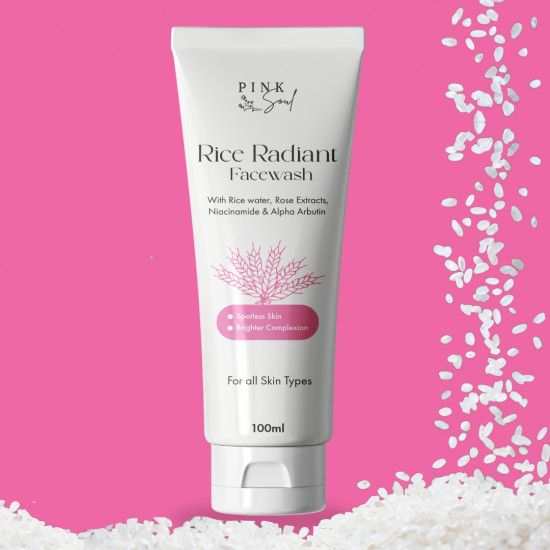 PINK
Soul
Rice Radiant
Facewash
With Rice water, Rose Extracts,
Niacinamide & Alpha Arbutin
Spotless Skin
Brighter Complexion
For all Skin Types
100ml